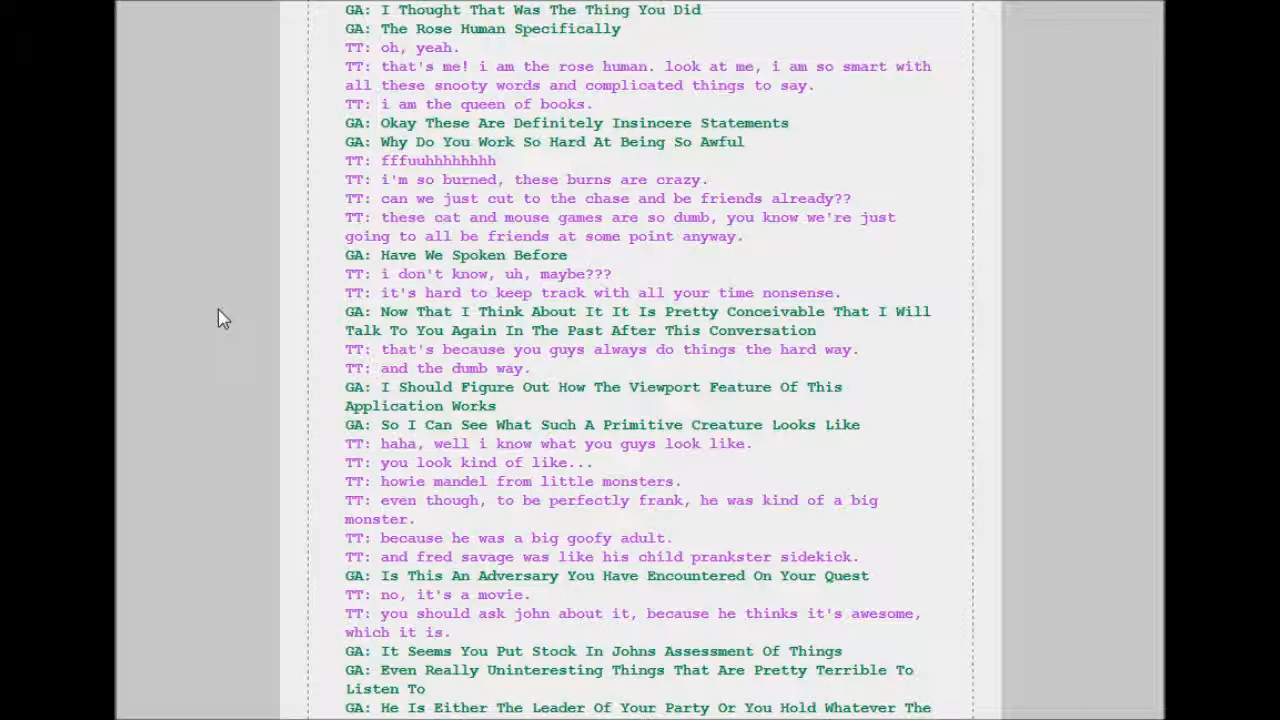 GA: I Thought That Was The Thing You Did
GA: The Rose Human Specifically
TT: oh, yeah.
TT: that's me! i am the rose human. look at me, i am so smart with
all these snooty words and complicated things to say.
TT: i am the queen of books.
GA: Okay These Are Definitely Insincere Statements
GA: Why Do You Work So Hard At Being So Awful
TT: fffuuhhhhhhhh
TT: i'm so burned, these burns are crazy.
TT: can we just cut to the chase and be friends already??
TT: these cat and mouse games are so dumb, you know we're just
going to all be friends at some point anyway.
GA: Have We Spoken Before
TT: i don't know, uh, maybe???
TT: it's hard to keep track with all your time nonsense.
GA: Now That I Think About It It Is Pretty Conceivable That I Will
Talk To You Again In The Past After This Conversation
TT: that's because you guys always do things the hard way.
TT: and the dumb way.
GA: I Should Figure Out How The Viewport Feature Of This
Application Works
GA: So I Can See What Such A Primitive Creature Looks Like
TT: haha, well i know what you guys look like.
TT: you look kind of like...
TT: howie mandel from little monsters.
TT: even though, to be perfectly frank, he was kind of a big
monster.
TT: because he was a big goofy adult.
TT: and fred savage was like his child prankster sidekick.
GA: Is This An Adversary You Have Encountered On Your Quest
TT: no, it's a movie.
TT: you should ask john about it, because he thinks it's awesome,
which it is.
GA: It Seems You Put Stock In Johns Assessment Of Things
GA: Even Really Uninteresting Things That Are Pretty Terrible To
Listen To
GA: He Is Either The Leader Of Your Party Or You Hold Whatever The